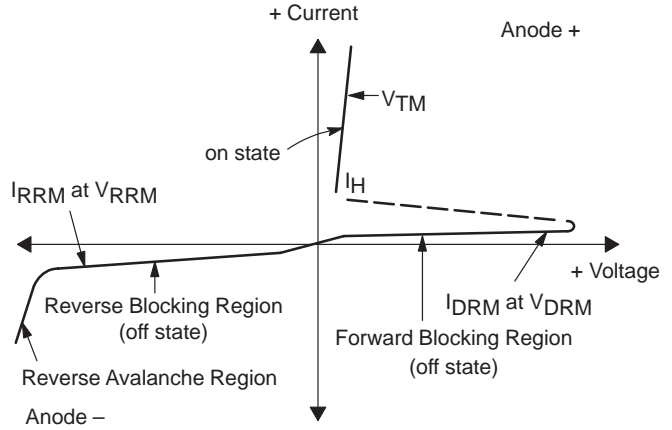 + Current
Anode +
VTM
on state
IH
IRRM at VRRM
+ Voltage
Reverse Blocking Region
(off state)
IDRM at VDRM
Forward Blocking Region
(off state)
Reverse Avalanche Region
Anode –